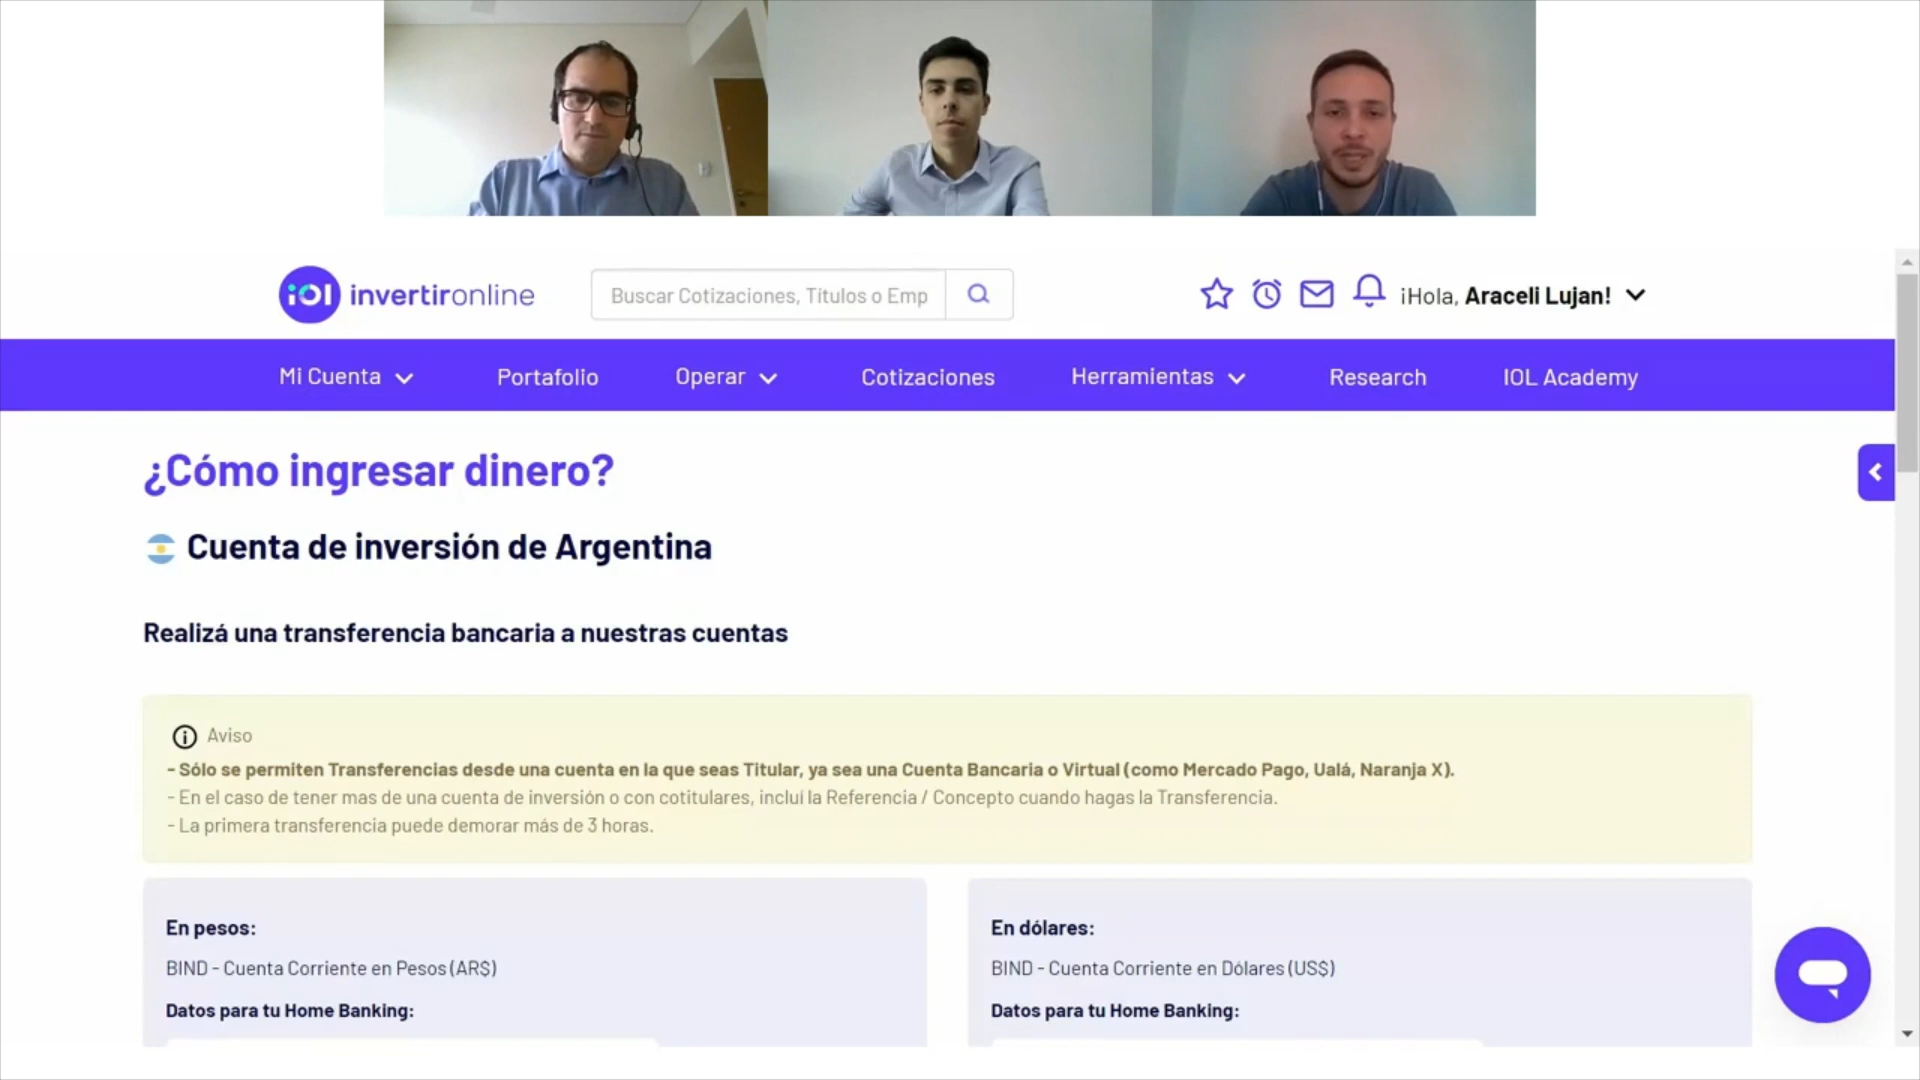 iol invertironline
Buscar Cotizaciones, Títulos o Emp
¡Hola, Araceli Lujan!
Mi Cuenta
Portafolio
Operar
Cotizaciones
Herramientas
Research
IOL Academy
¿Cómo ingresar dinero?
Cuenta de inversión de Argentina
Realizá una transferencia bancaria a nuestras cuentas
Aviso
- Sólo se permiten Transferencias desde una cuenta en la que seas Titular, ya sea una Cuenta Bancaria o Virtual (como Mercado Pago, Ualá, Naranja X).
- En el caso de tener mas de una cuenta de inversión o con cotitulares, incluí la Referencia / Concepto cuando hagas la Transferencia.
- La primera transferencia puede demorar más de 3 horas.
En pesos:
BIND - Cuenta Corriente en Pesos (AR$)
Datos para tu Home Banking:
En dólares:
BIND - Cuenta Corriente en Dólares (US$)
Datos para tu Home Banking: